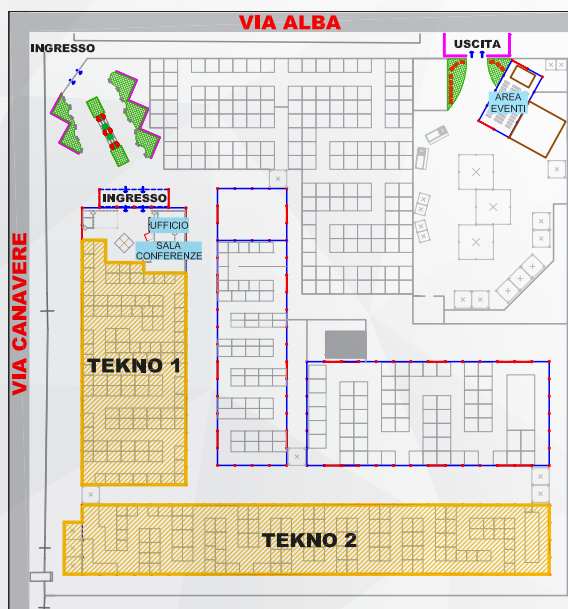 VIA ALBA
INGRESSO
USCITA
AREA
EVENTI
INGRESSO
UFFICIO
SALA
CONFERENZE
VIA CANAVERE
TEKNO 1
TEKNO 2